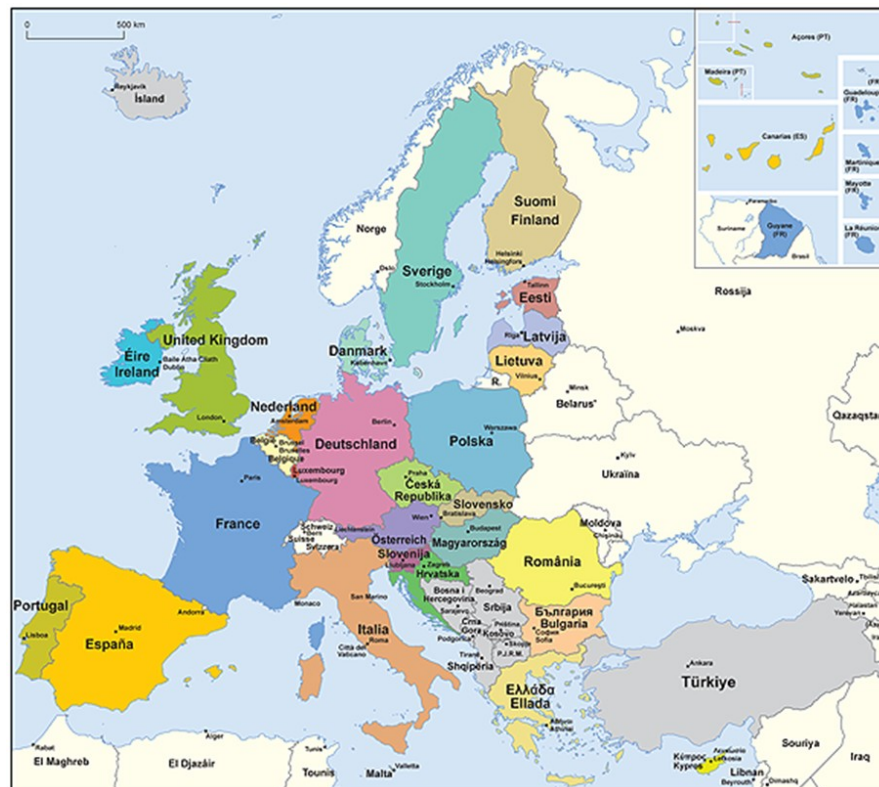 0 500 km
Reykjavik
Ísland
Norge
Oslo
Sverige
Stockholm
Suomi
Finland
Helsinki
Helsingfors
Tallinn
Eesti
Rīga
Latvija
Lietuva
Vilnius
R.
Danmark
København
United Kingdom
London
Éire
Ireland
Baile Átha Cliath
Dublin
Nederland
Amsterdam
België
Brussel
Bruxelles
Belgique
Luxembourg
Luxembourg
Deutschland
Berlin
Polska
Warszawa
Minsk
Belarus'
Rossija
Moskva
Qazaqstan
Kyiv
Ukraïna
Moldova
Chişinău
Praha
Česká
Republika
Slovensko
Bratislava
Wien
Österreich
Liechtenstein
Budapest
Magyarország
Schweiz
Bern
Suisse
Svizzera
Paris
France
Slovenija
Ljubljana
Zagreb
Hrvatska
România
Bucureşti
Bosna i
Hercegovina
Sarajevo
Beograd
Srbija
Crna
Gora
Podgorica
Priština
Kosovo
Skopje
P.J.R.M.
Tiranë
Shqipëria
България
Bulgaria
София
Sofia
Ελλάδα
Ellada
Italia
Roma
San Marino
Città del
Vaticano
Monaco
Andorra
Portugal
Lisboa
España
Madrid
Ankara
Türkiye
Sakartvelo
Κύπρος
Kypros
Lefkosia
Souriya
Iraq
Libnan
Beyrouth
Dimashq
Rabat
El Maghreb
Alger
El Djazâir
Tunis
Tounis
Malta
Valletta
Açores (PT)
Madeira (PT)
Canarias (ES)
(FR)
Guadeloupe
(FR)
Martinique
(FR)
Mayotte
(FR)
La Réunion
(FR)
Paramaribo
Suriname
Guyane
(FR)
Brasil